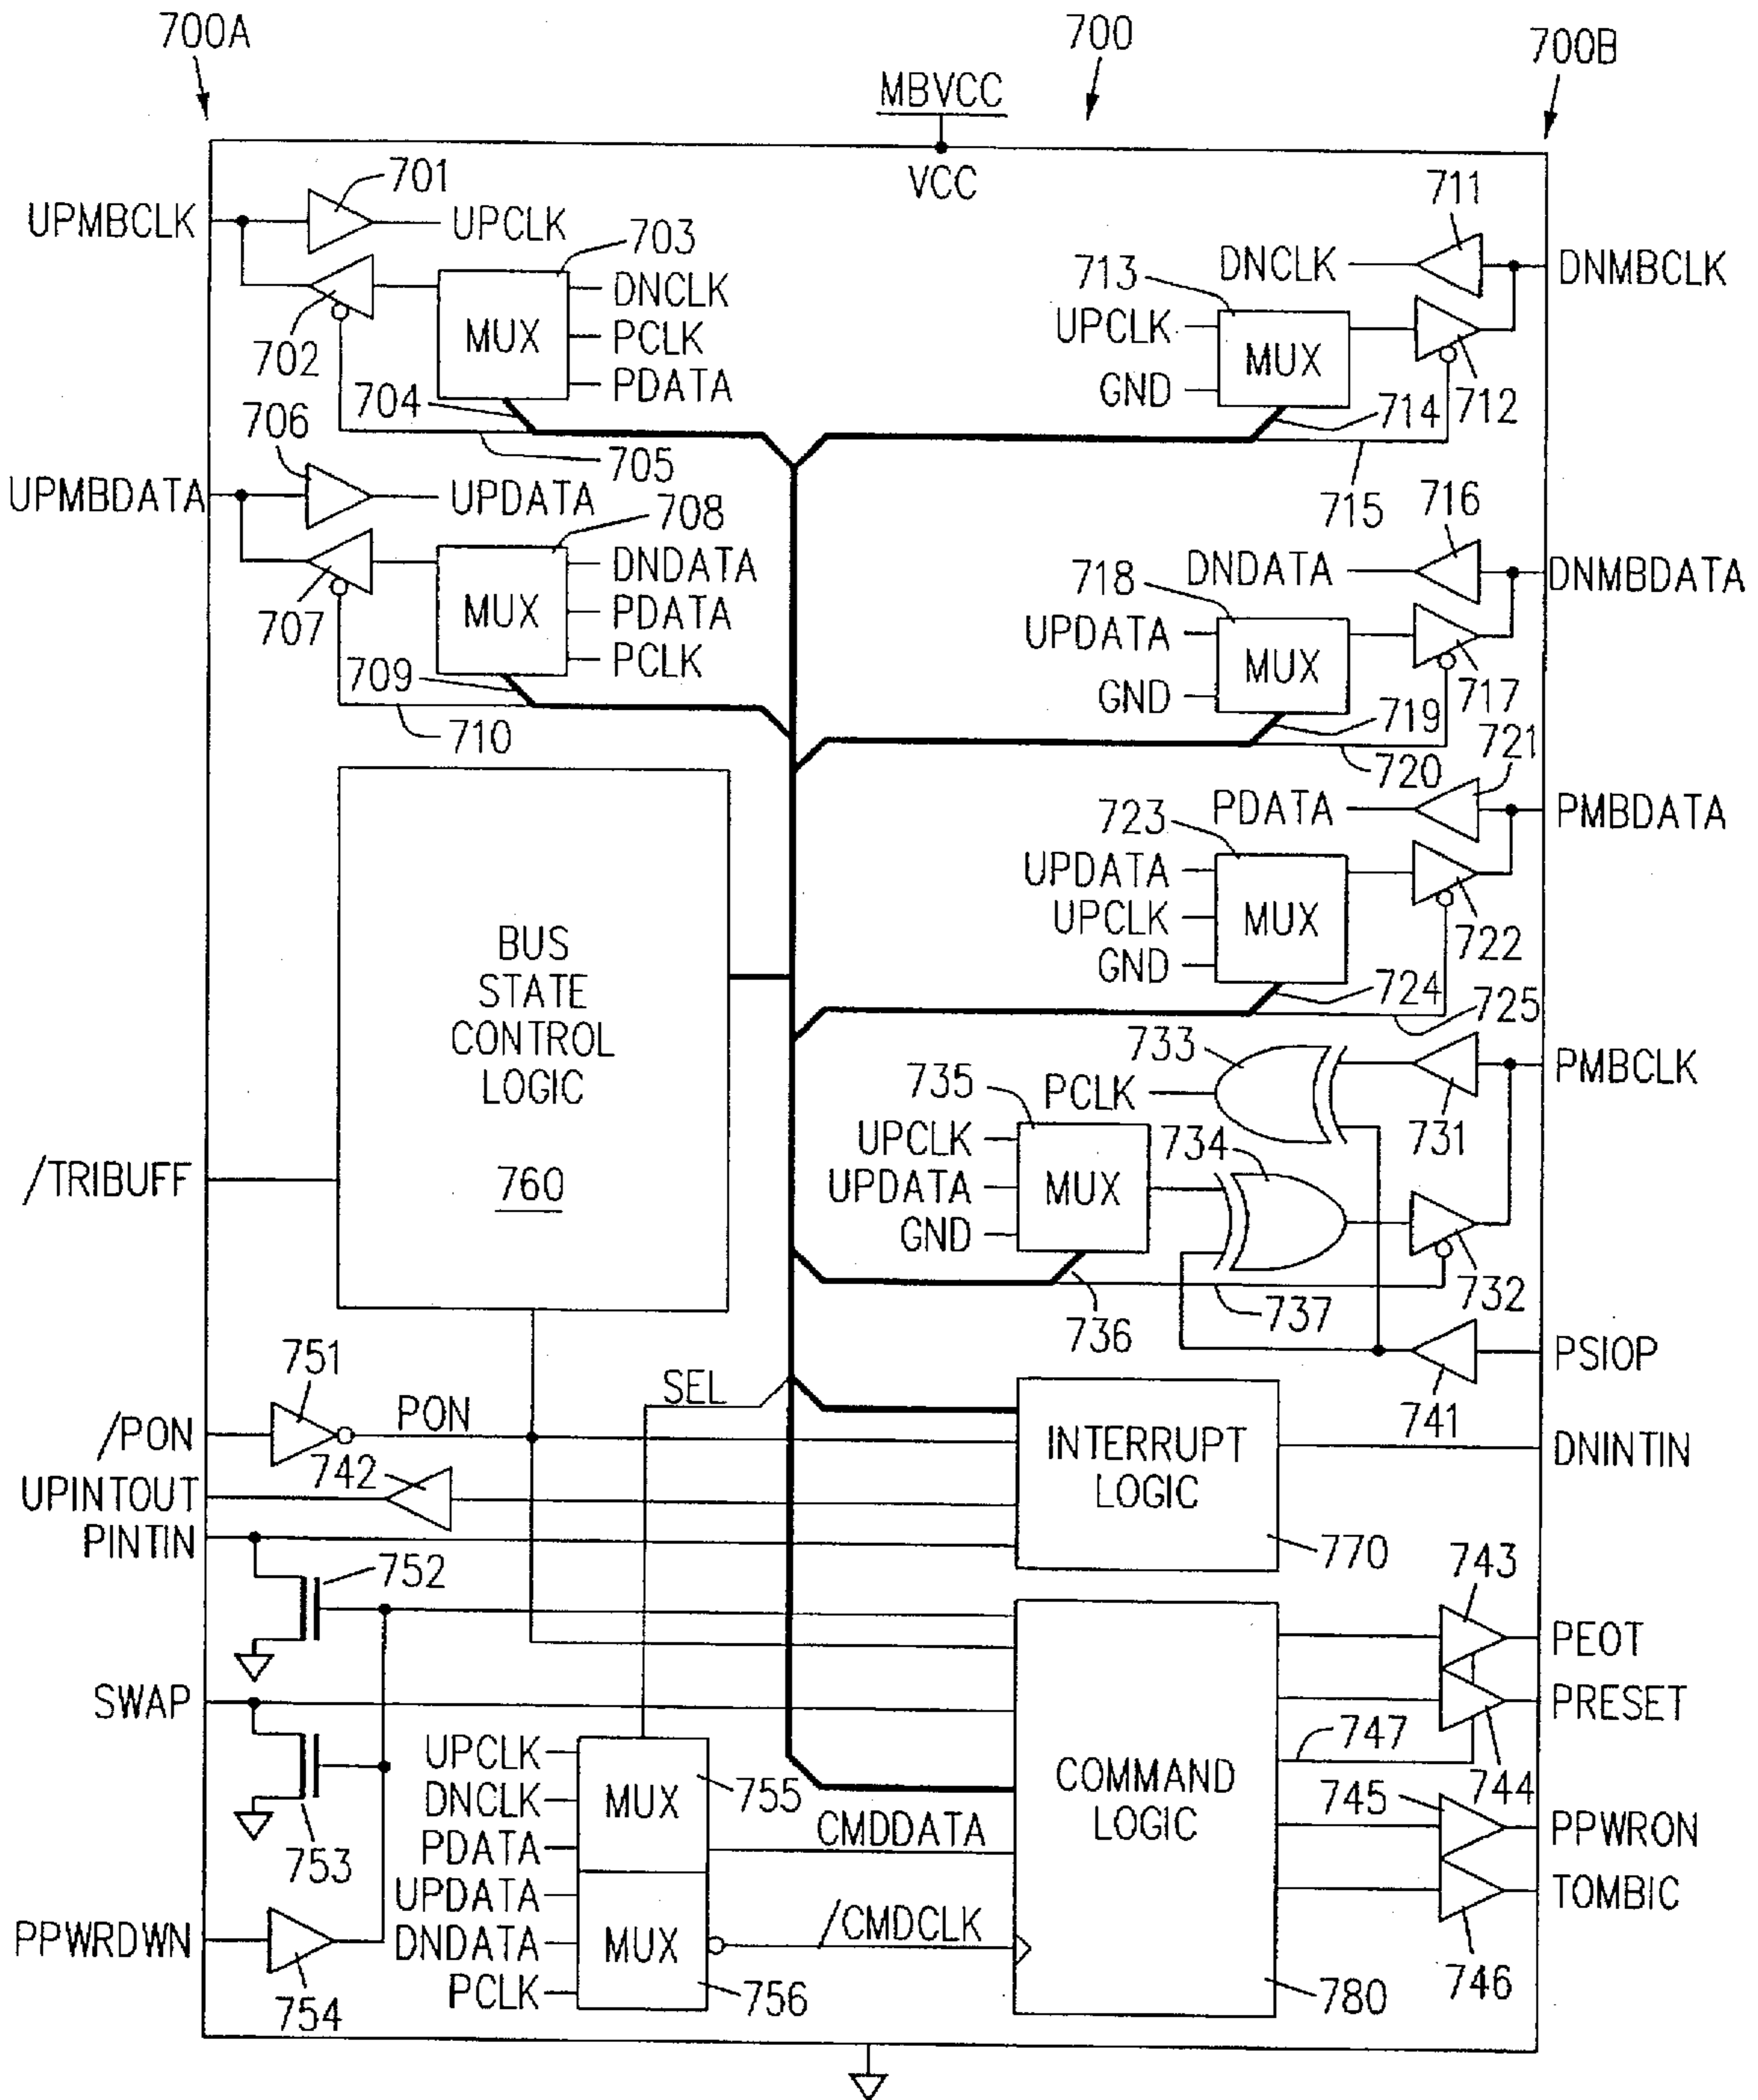 700A
700
700B
MBVCC
VCC
701
UPMBCLK
UPCLK
702
703
MUX
DNCLK
PCLK
PDATA
704
705
711
DNCLK
DNMBCLK
713
UPCLK
MUX
GND
712
714
715
706
UPMBDATA
UPDATA
707
708
MUX
DNDATA
PDATA
PCLK
709
710
716
DNDATA
DNMBDATA
718
UPDATA
MUX
GND
717
719
720
721
PDATA
PMBDATA
723
UPDATA
UPCLK
GND
MUX
722
724
725
BUS
STATE
CONTROL
LOGIC
760
/TRIBUFF
733
PCLK
PMBCLK
731
735
UPCLK
UPDATA
GND
MUX
734
732
736
737
PSIOP
741
751
/PON
PON
SEL
742
UPINTOUT
PINTIN
INTERRUPT
LOGIC
770
DNINTIN
752
SWAP
753
PPWRDWN
754
UPCLK
DNCLK
PDATA
MUX
755
CMDDATA
UPDATA
DNDATA
PCLK
MUX
756
/CMDCLK
COMMAND
LOGIC
780
743
PEOT
PRESET
747
744
745
PPWRON
TOMBIC
746